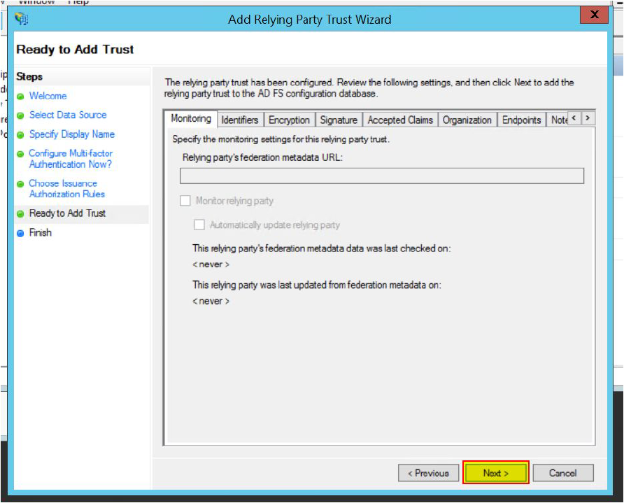 Window Help
Add Relying Party Trust Wizard
X
Ready to Add Trust
Steps
Welcome
Select Data Source
Specify Display Name
Configure Multi-factor
Authentication Now?
Choose Issuance
Authorization Rules
Ready to Add Trust
Finish
The relying party trust has been configured. Review the following settings, and then click Next to add the
relying party trust to the AD FS configuration database.
Monitoring Identifiers Encryption Signature Accepted Claims Organization Endpoints Note < >
Specify the monitoring settings for this relying party trust.
Relying party's federation metadata URL:
Monitor relying party
Automatically update relying party
This relying party's federation metadata data was last checked on:
< never >
This relying party was last updated from federation metadata on:
< never >
< Previous Next > Cancel